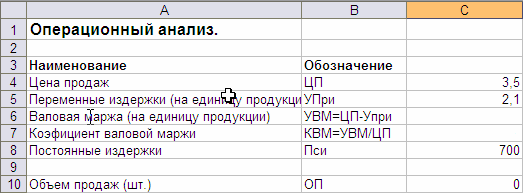 A B C
1 Операционный анализ.
2
3 Наименование Обозначение
4 Цена продаж ЦП 3,5
5 Переменные издержки (на единицу продукци УПри 2,1
6 Валовая маржа (на единицу продукции) УВМ=ЦП-Упри
7 Коэфициент валовой маржи КВМ=УВМ/ЦП
8 Постоянные издержки Пси 700
9
10 Объем продаж (шт.) ОП 0